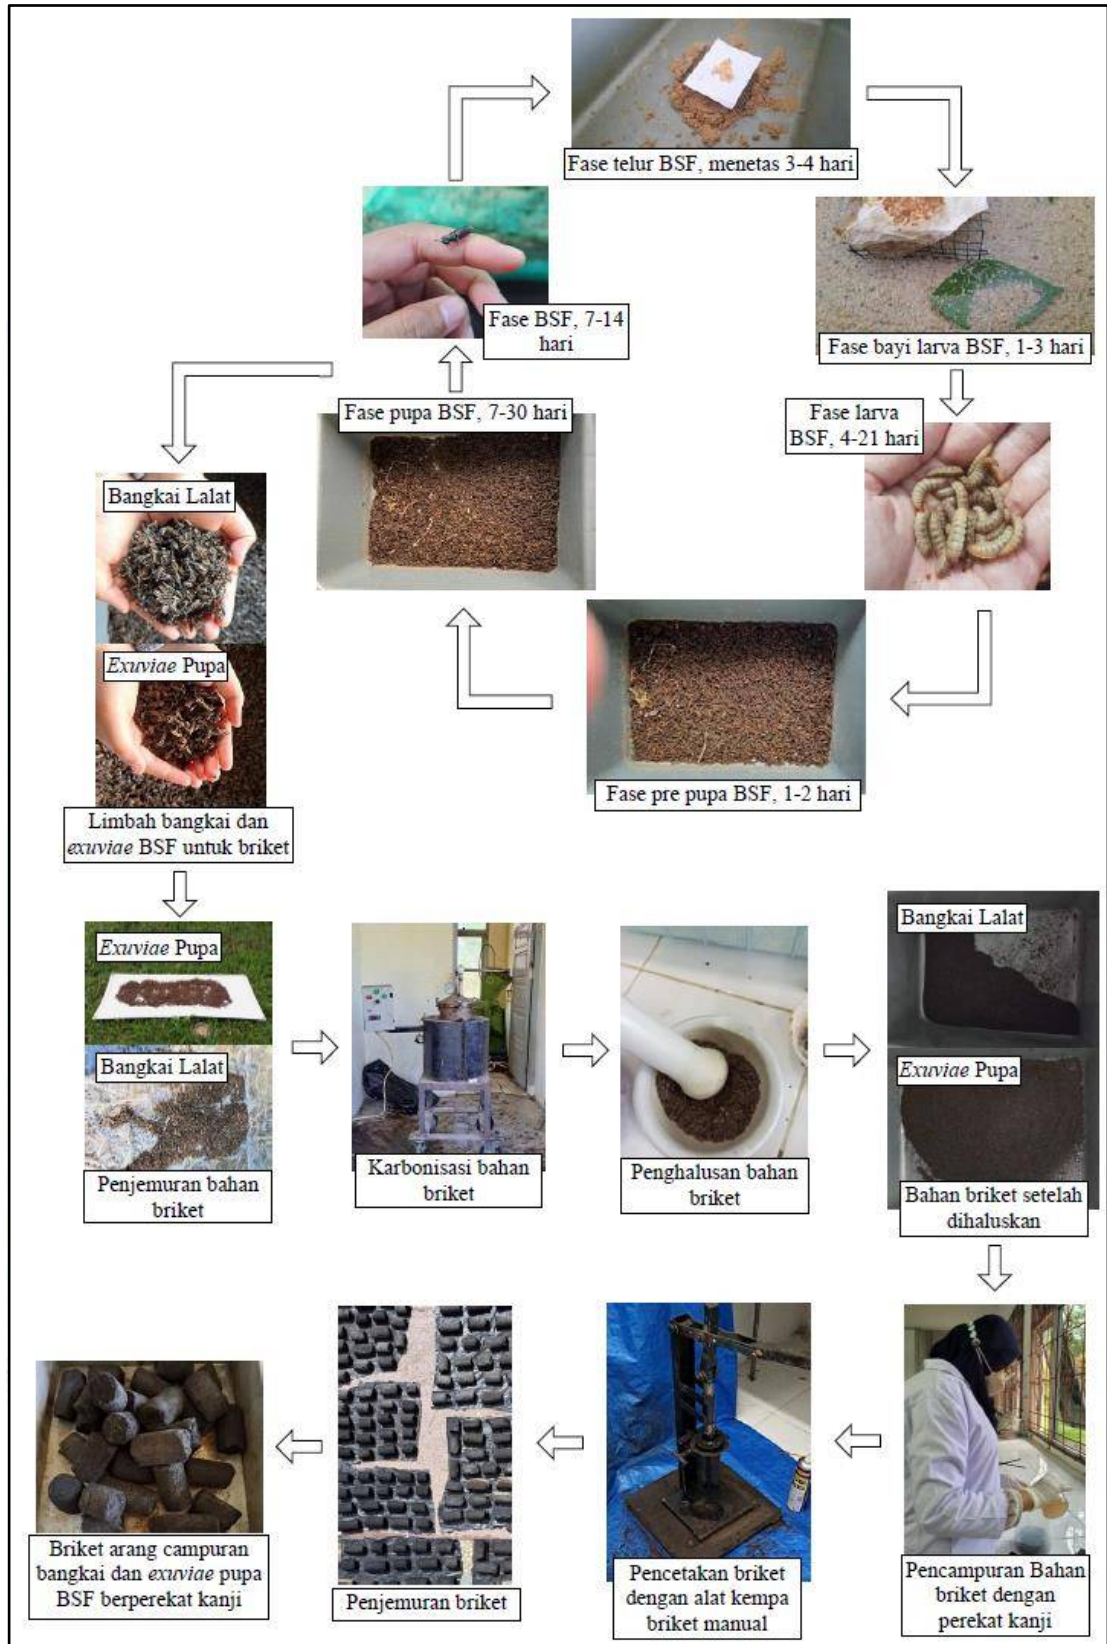 Fase telur BSF, menetas 3-4 hari
Fase bayi larva BSF, 1-3 hari
Fase larva
BSF, 4-21 hari
Fase pre pupa BSF, 1-2 hari
Fase pupa BSF, 7-30 hari
Fase BSF, 7-14
hari
Bangkai Lalat
Exuviae Pupa
Limbah bangkai dan
exuviae BSF untuk briket
Exuviae Pupa
Bangkai Lalat
Penjemuran bahan
briket
Karbonisasi bahan
briket
Penghalusan bahan
briket
Bangkai Lalat
Exuviae Pupa
Bahan briket setelah
dihaluskan
Pencampuran Bahan
briket dengan
perekat kanji
Pencetakan briket
dengan alat kempa
briket manual
Penjemuran briket
Briket arang campuran
bangkai dan exuviae pupa
BSF berperekat kanji